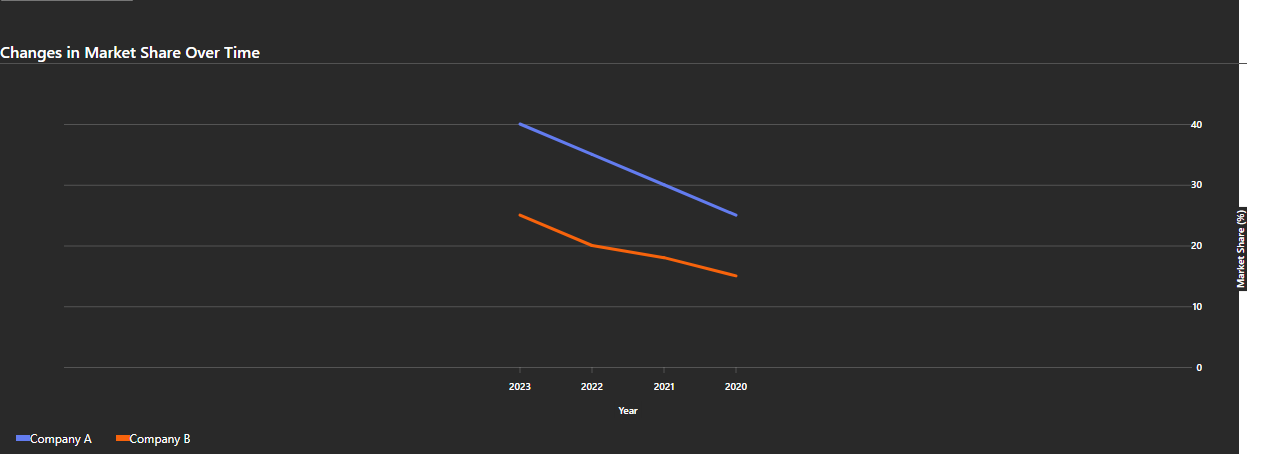 Changes in Market Share Over Time
40
30
20
10
0
Market Share (%)
2023 2022 2021 2020
Year
Company A Company B